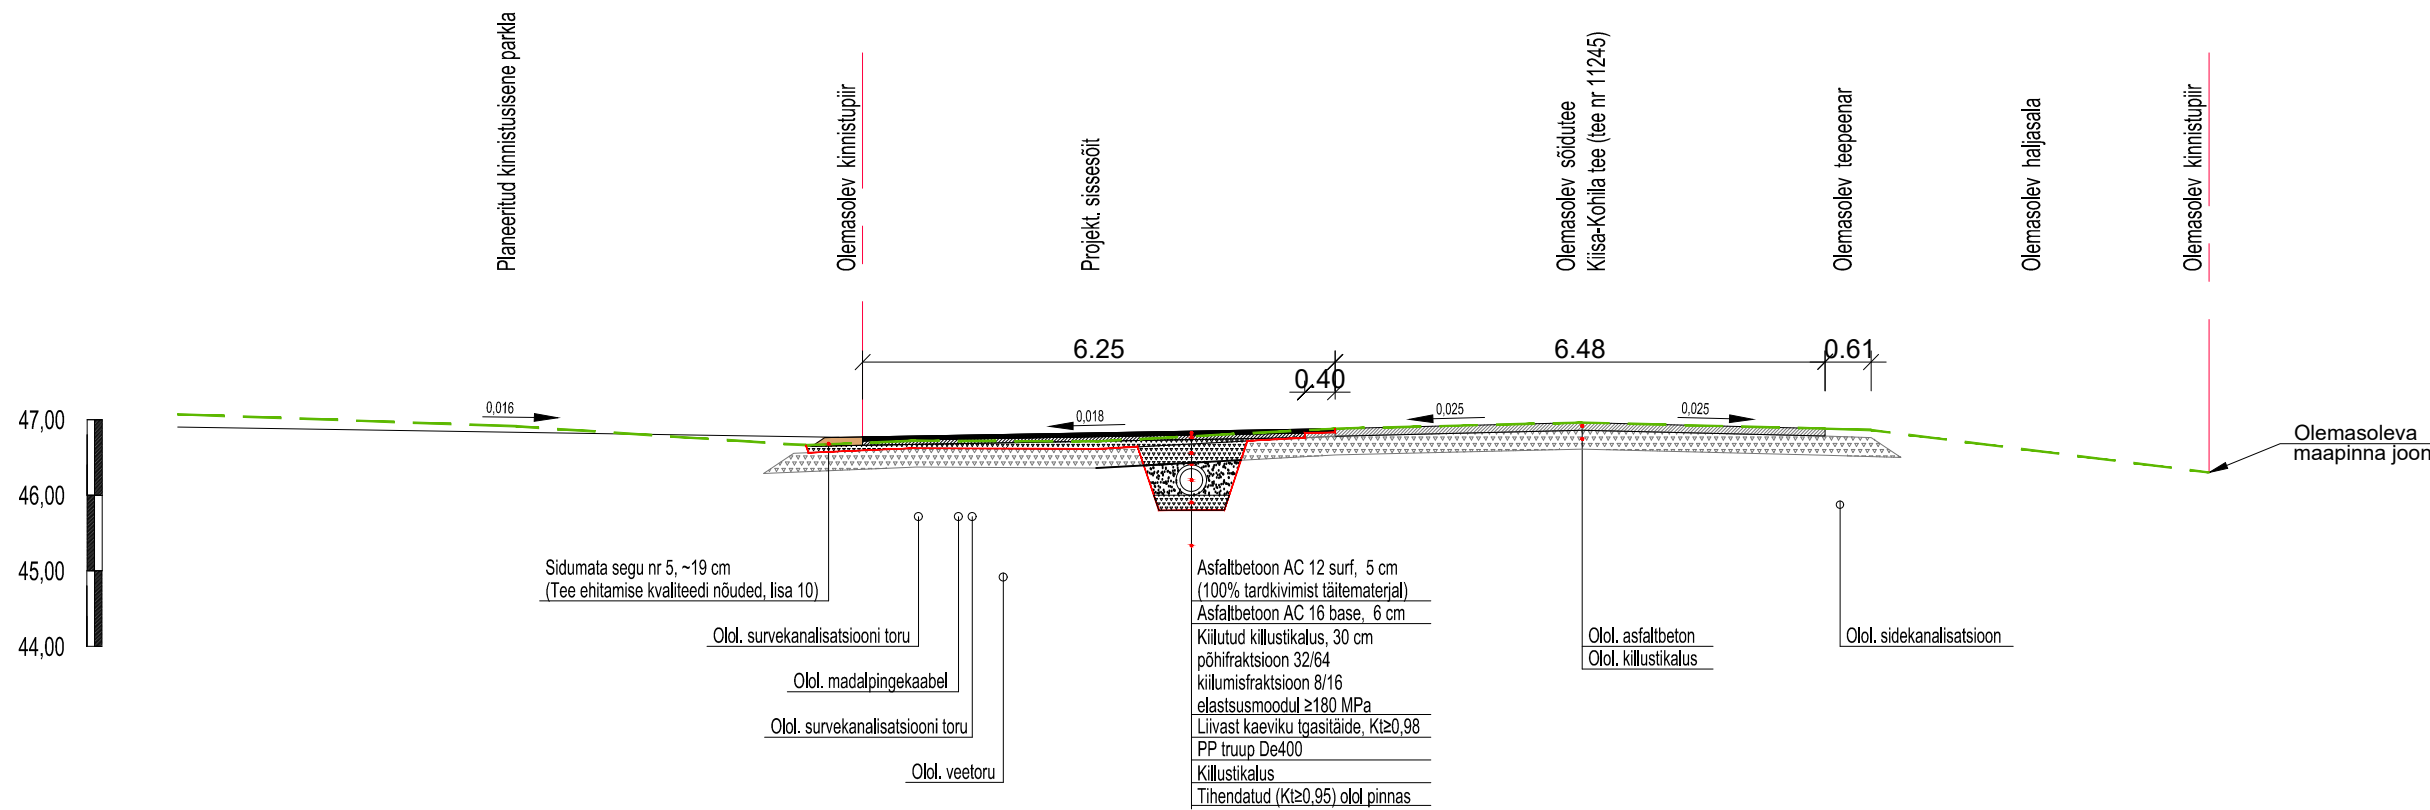 Planeeritud kinnistusisene parkla
Olemasolev kinnistupiir
Projekt. sissesõit
Olemasolev sõidutee
Kiisa-Kohila tee (tee nr 11245)
Olemasolev teepeenar
Olemasolev haljasala
Olemasolev kinnistupiir
6.25
6.48
0.61
0.40
0,016
0,018
0,025
0,025
47,00
46,00
45,00
44,00
Olemasoleva
maapinna joon
Sidumata segu nr 5, ~19 cm
(Tee ehitamise kvaliteedi nõuded, lisa 10)
Olol. survekanalisatsiooni toru
Olol. madalpingekaabel
Olol. survekanalisatsiooni toru
Olol. veetoru
Asfaltbetoon AC 12 surf, 5 cm
(100% tardkivimist täitematerjal)
Asfaltbetoon AC 16 base, 6 cm
Kiilutud killustikalus, 30 cm
põhifraktsioon 32/64
kiilumisfraktsioon 8/16
elastsusmoodul ≥180 MPa
Liivast kaeviku tgasitäide, Kt≥0,98
PP truup De400
Killustikalus
Tihendatud (Kt≥0,95) olol pinnas
Olol. asfaltbeton
Olol. killustikalus
Olol. sidekanalisatsioon